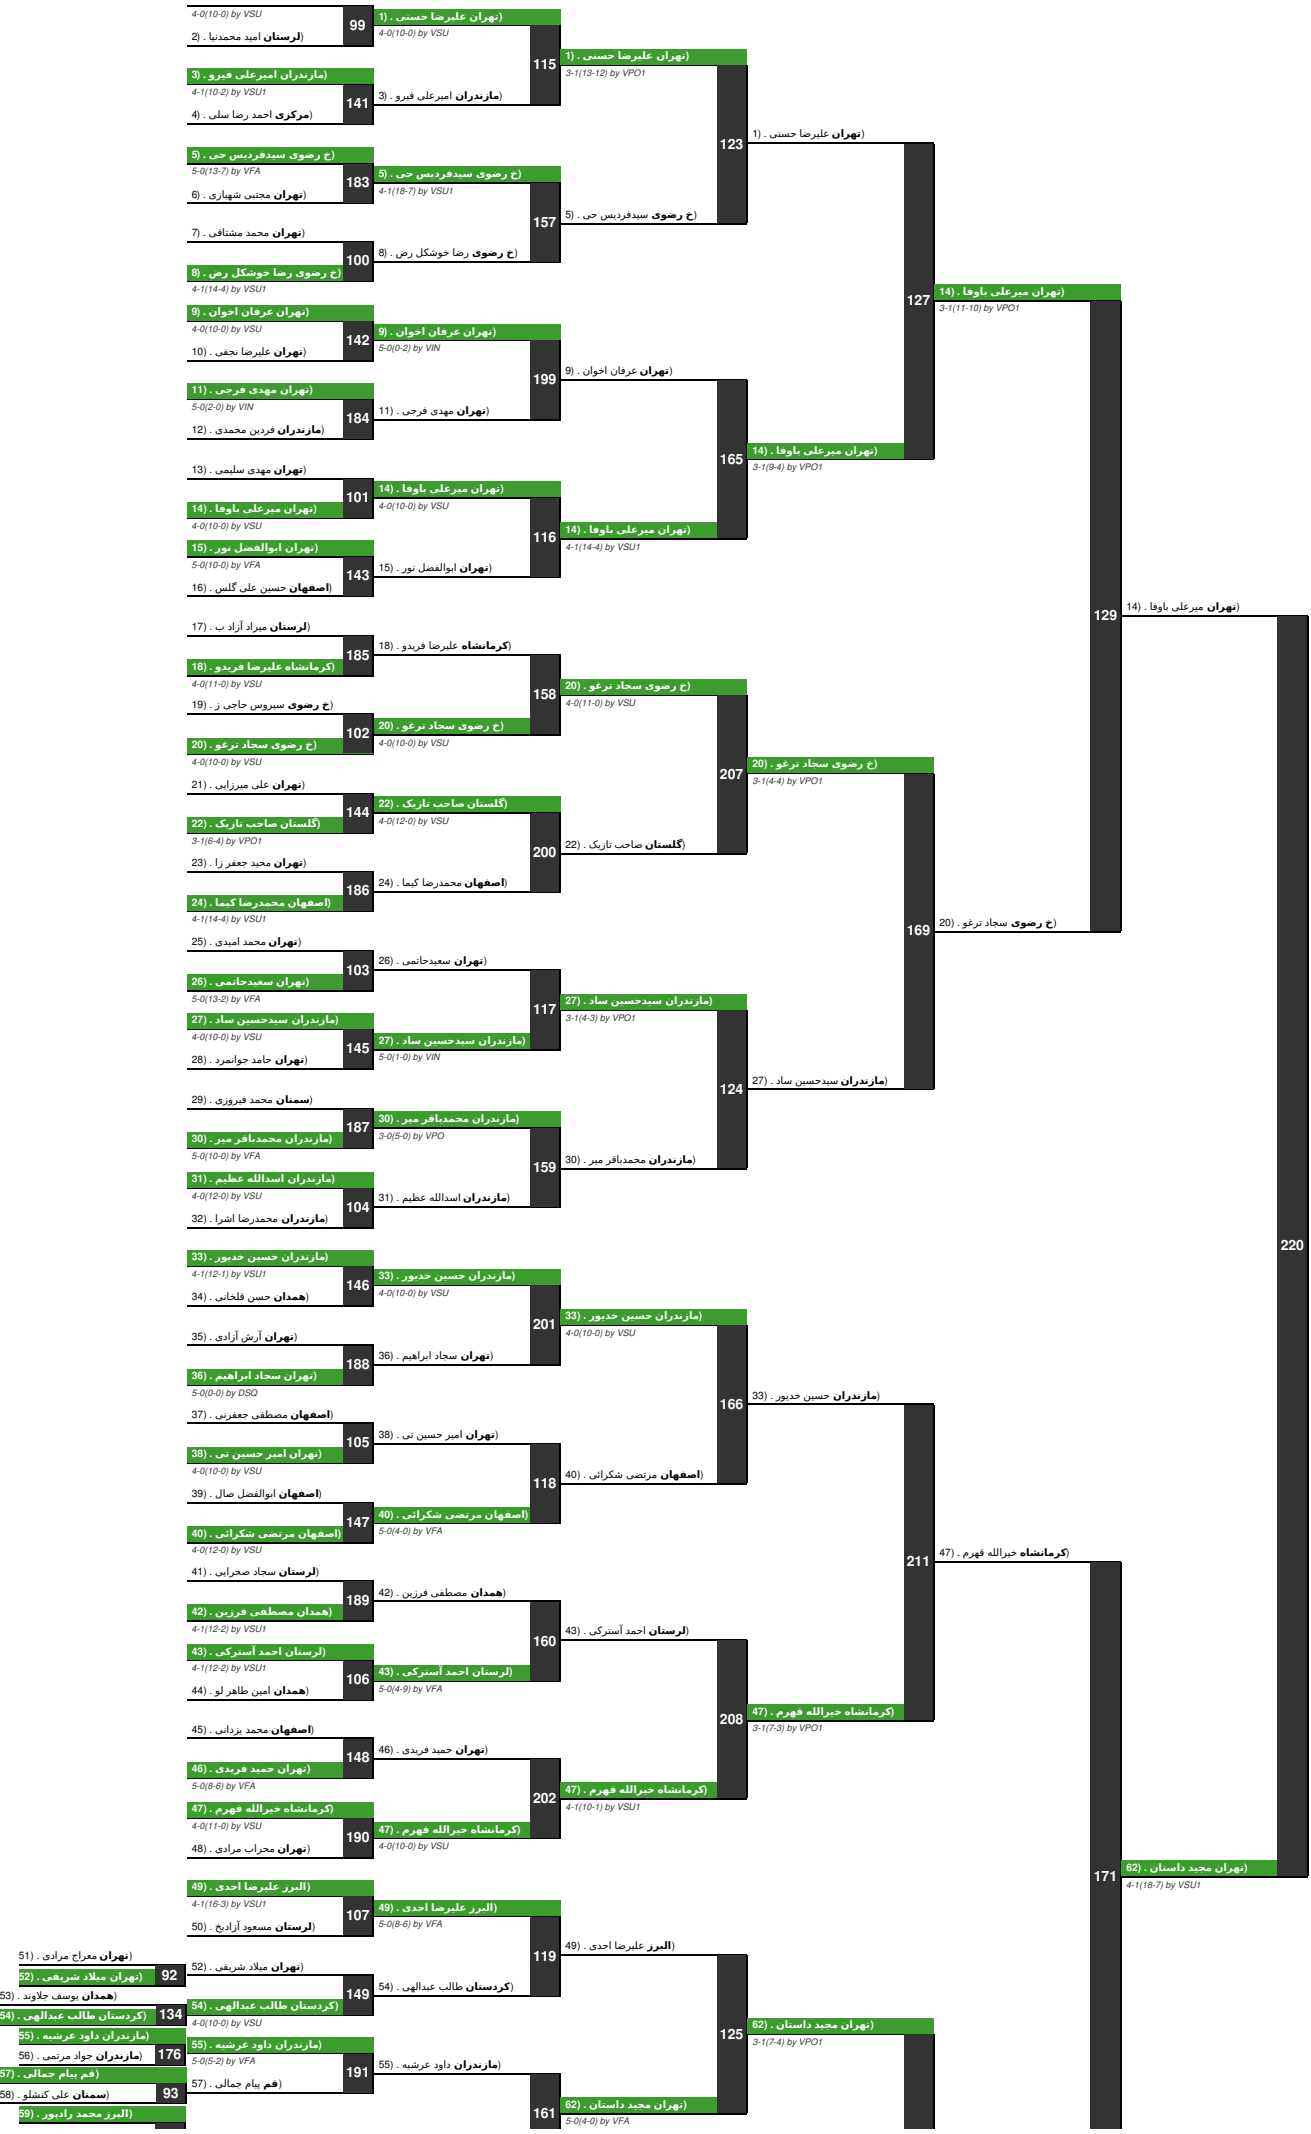 4-0(10-0) by VSU
2) . لرستان امید محمدنیا)
99
3) . مازندران امیرعلی فیرو)
4-1(10-2) by VSU1
4) . مرکزی احمد رضا سلی)
141
5) . خ رضوی سیدفردیس حی)
5-0(13-7) by VFA
6) . تهران مجتبی شهبازی)
183
7) . تهران محمد مشتاقی)
8) . خ رضوی رضا خوشکل رض)
4-1(14-4) by VSU1
100
9) . تهران عرفان اخوان)
4-0(10-0) by VSU
10) . تهران علیرضا نجفی)
142
11) . تهران مهدی فرجی)
5-0(2-0) by VIN
12) . مازندران فردین محمدی)
184
13) . تهران مهدی سلیمی)
14) . تهران میرعلی باوفا)
4-0(10-0) by VSU
101
15) . تهران ابوالفضل نور)
5-0(10-0) by VFA
16) . اصفهان حسین علی گلس)
143
17) . لرستان میراد آزاد ب)
18) . کرمانشاه علیرضا فریدو)
4-0(11-0) by VSU
185
19) . خ رضوی سیروس حاجی ز)
20) . خ رضوی سجاد ترغو)
4-0(10-0) by VSU
102
21) . تهران علی میرزایی)
22) . گلستان صاحب تازیک)
3-1(6-4) by VPO1
144
23) . تهران مجید جعفر زا)
24) . اصفهان محمدرضا کیما)
4-1(14-4) by VSU1
186
25) . تهران محمد امیدی)
26) . تهران سعیدحاتمی)
5-0(13-2) by VFA
103
27) . مازندران سیدحسین ساد)
4-0(10-0) by VSU
28) . تهران حامد جوانمرد)
145
29) . سمنان محمد فیروزی)
30) . مازندران محمدباقر میر)
5-0(10-0) by VFA
187
31) . مازندران اسدالله عظیم)
4-0(12-0) by VSU
32) . مازندران محمدرضا اشرا)
104
33) . مازندران حسین خدیور)
4-1(12-1) by VSU1
34) . همدان حسن قلخانی)
146
35) . تهران آرش آزادی)
36) . تهران سجاد ابراهیم)
5-0(0-0) by DSQ
188
37) . اصفهان مصطفی جعفرنی)
38) . تهران امیر حسین تی)
4-0(10-0) by VSU
105
39) . اصفهان ابوالفضل صال)
40) . اصفهان مرتضی شکرائی)
4-0(12-0) by VSU
147
41) . لرستان سجاد صحرایی)
42) . همدان مصطفی فرزین)
4-1(12-2) by VSU1
189
43) . لرستان احمد آسترکی)
4-1(12-2) by VSU1
44) . همدان امین طاهر لو)
106
45) . اصفهان محمد یزدانی)
46) . تهران حمید فریدی)
5-0(8-6) by VFA
148
47) . کرمانشاه خیرالله قهرم)
4-0(11-0) by VSU
48) . تهران محراب مرادی)
190
49) . البرز علیرضا احدی)
4-1(16-3) by VSU1
50) . لرستان مسعود آزادبخ)
107
51) . تهران معراج مرادی)
52) . تهران میلاد شریفی)
92
53) . همدان یوسف جلاوند)
54) . کردستان طالب عبدالهی)
134
55) . مازندران داود عرشیه)
56) . مازندران جواد مرتمی)
176
57) . قم پیام جمالی)
58) . سمنان علی کنشلو)
93
59) . البرز محمد رادپور)
52) . تهران میلاد شریفی)
54) . کردستان طالب عبدالهی)
4-0(10-0) by VSU
149
55) . مازندران داود عرشیه)
5-0(5-2) by VFA
57) . قم پیام جمالی)
191
1) . تهران علیرضا حسنی)
4-0(10-0) by VSU
3) . مازندران امیرعلی فیرو)
115
5) . خ رضوی سیدفردیس حی)
4-1(18-7) by VSU1
8) . خ رضوی رضا خوشکل رض)
157
9) . تهران عرفان اخوان)
5-0(0-2) by VIN
11) . تهران مهدی فرجی)
199
14) . تهران میرعلی باوفا)
4-0(10-0) by VSU
15) . تهران ابوالفضل نور)
116
18) . کرمانشاه علیرضا فریدو)
20) . خ رضوی سجاد ترغو)
4-0(10-0) by VSU
158
22) . گلستان صاحب تازیک)
4-0(12-0) by VSU
24) . اصفهان محمدرضا کیما)
200
26) . تهران سعیدحاتمی)
27) . مازندران سیدحسین ساد)
5-0(1-0) by VIN
117
30) . مازندران محمدباقر میر)
3-0(5-0) by VPO
31) . مازندران اسدالله عظیم)
159
33) . مازندران حسین خدیور)
4-0(10-0) by VSU
36) . تهران سجاد ابراهیم)
201
38) . تهران امیر حسین تی)
40) . اصفهان مرتضی شکرائی)
5-0(4-0) by VFA
118
42) . همدان مصطفی فرزین)
43) . لرستان احمد آسترکی)
5-0(4-9) by VFA
160
46) . تهران حمید فریدی)
47) . کرمانشاه خیرالله قهرم)
4-0(10-0) by VSU
202
49) . البرز علیرضا احدی)
5-0(8-6) by VFA
54) . کردستان طالب عبدالهی)
119
55) . مازندران داود عرشیه)
161
1) . تهران علیرضا حسنی)
3-1(13-12) by VPO1
5) . خ رضوی سیدفردیس حی)
123
9) . تهران عرفان اخوان)
14) . تهران میرعلی باوفا)
4-1(14-4) by VSU1
165
20) . خ رضوی سجاد ترغو)
4-0(11-0) by VSU
22) . گلستان صاحب تازیک)
207
27) . مازندران سیدحسین ساد)
3-1(4-3) by VPO1
30) . مازندران محمدباقر میر)
124
33) . مازندران حسین خدیور)
4-0(10-0) by VSU
40) . اصفهان مرتضی شکرائی)
166
43) . لرستان احمد آسترکی)
47) . کرمانشاه خیرالله قهرم)
4-1(10-1) by VSU1
208
49) . البرز علیرضا احدی)
62) . تهران مجید داستان)
5-0(4-0) by VFA
125
1) . تهران علیرضا حسنی)
14) . تهران میرعلی باوفا)
3-1(9-4) by VPO1
127
20) . خ رضوی سجاد ترغو)
3-1(4-4) by VPO1
27) . مازندران سیدحسین ساد)
169
33) . مازندران حسین خدیور)
47) . کرمانشاه خیرالله قهرم)
3-1(7-3) by VPO1
211
62) . تهران مجید داستان)
3-1(7-4) by VPO1
14) . تهران میرعلی باوفا)
3-1(11-10) by VPO1
20) . خ رضوی سجاد ترغو)
129
47) . کرمانشاه خیرالله قهرم)
171
14) . تهران میرعلی باوفا)
62) . تهران مجید داستان)
4-1(18-7) by VSU1
220